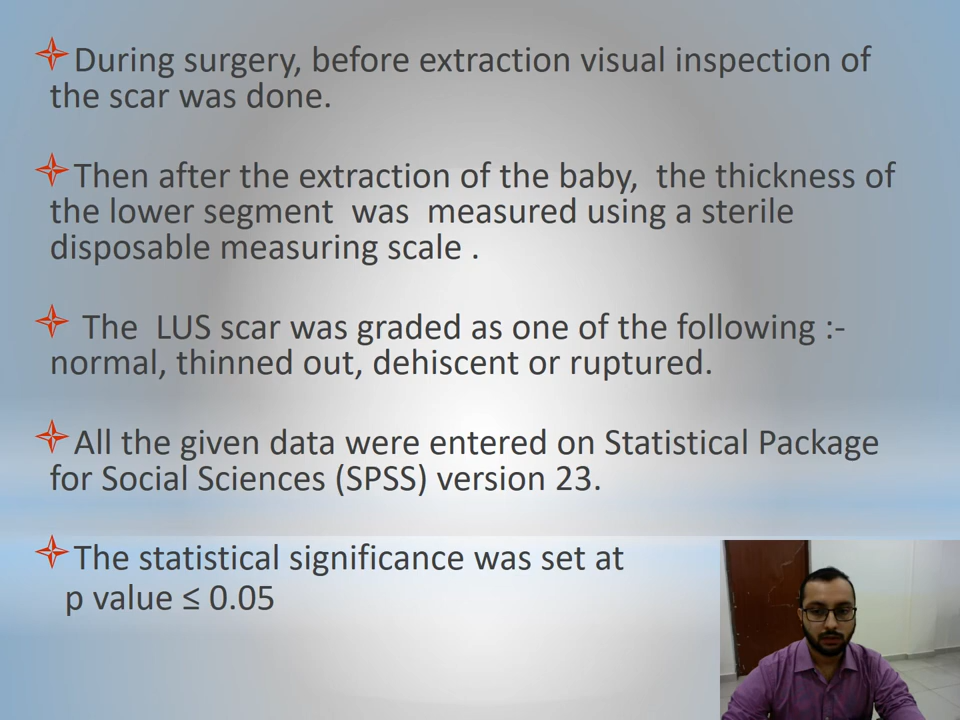 During surgery, before extraction visual inspection of
the scar was done.
Then after the extraction of the baby, the thickness of
the lower segment was measured using a sterile
disposable measuring scale .
The LUS scar was graded as one of the following :-
normal, thinned out, dehiscent or ruptured.
All the given data were entered on Statistical Package
for Social Sciences (SPSS) version 23.
The statistical significance was set at
p value ≤ 0.05